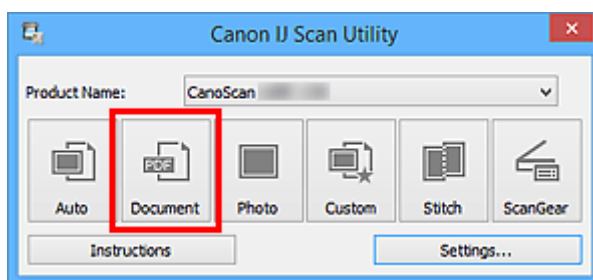 Canon IJ Scan Utility
Product Name: CanoScan
PDF
Auto Document Photo Custom Stitch ScanGear
Instructions Settings...